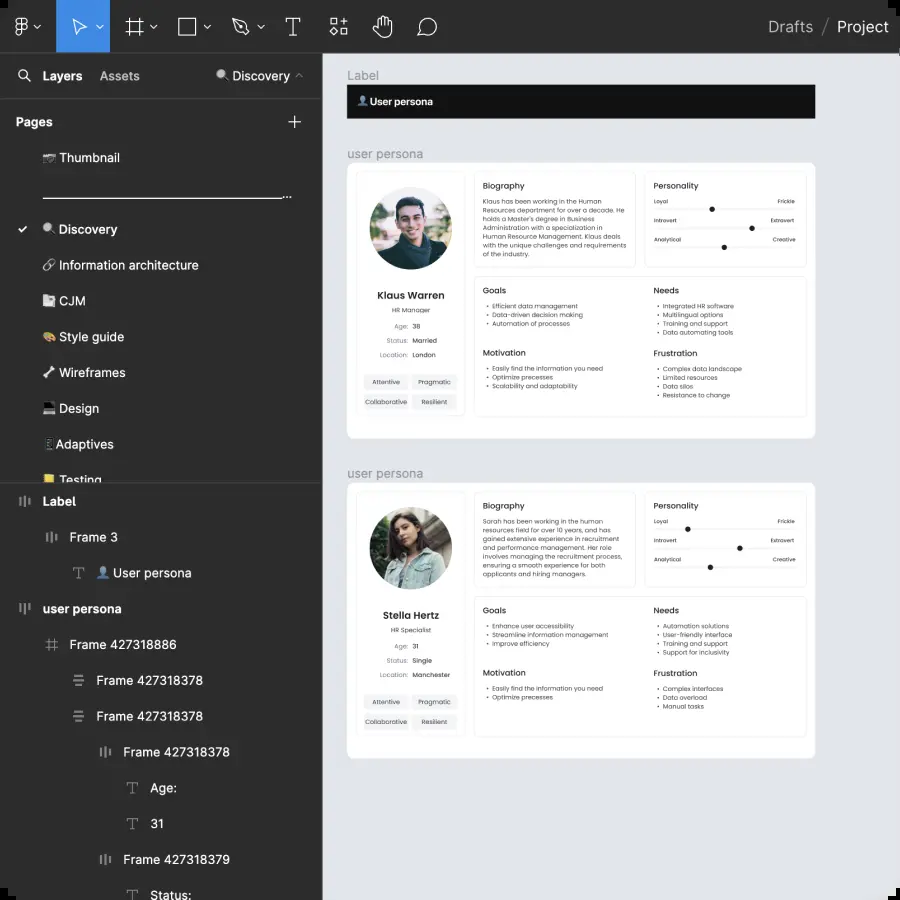 Drafts / Project
Layers
Assets
Discovery
Pages
Thumbnail
Discovery
Information architecture
CJM
Style guide
Wireframes
Design
Adaptives
Testing
Label
Frame 3
User persona
user persona
Frame 427318886
Frame 427318378
Frame 427318378
Frame 427318378
Age:
31
Frame 427318379
Status:
Label
User persona
user persona
Klaus Warren
HR Manager
Age: 38
Status: Married
Location: London
Attentive
Pragmatic
Collaborative
Resilient
Biography
Klaus has been working in the Human
Resources department for over a decade. He
holds a Master's degree in Business
Administration with a specialization in
Human Resource Management. Klaus deals
with the unique challenges and requirements
of the industry.
Personality
Loyal
Frickle
Introvert
Extrovert
Analytical
Creative
Goals
• Efficient data management
• Data-driven decision making
• Automation of processes
Needs
• Integrated HR software
• Multilingual options
• Training and support
• Data automating tools
Motivation
• Easily find the information you need
• Optimize precesses
• Scalability and adaptability
Frustration
• Complex data landscape
• Limited resources
• Data silos
• Resistance to change
user persona
Stella Hertz
HR Specialist
Age: 31
Status: Single
Location: Manchester
Attentive
Pragmatic
Collaborative
Resilient
Biography
Sarah has been working in the human
resources field for over 10 years, and has
gained extensive experience in recruitment
and performance management. Her role
involves managing the recruitment process,
ensuring a smooth experience for both
applicants and hiring managers.
Personality
Loyal
Frickle
Introvert
Extrovert
Analytical
Creative
Goals
• Enhance user accessibility
• Streamline information management
• Improve efficiency
Needs
• Automation solutions
• User-friendly interface
• Training and support
• Support for inclusivity
Motivation
• Easily find the information you need
• Optimize precesses
Frustration
• Complex interfaces
• Data overload
• Manual tasks